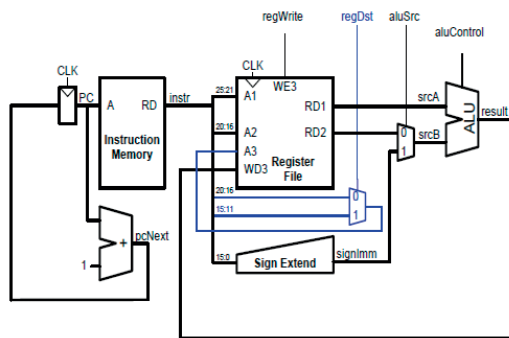 regWrite
regDst
aluSrc
aluControl
CLK
PC
A RD
Instruction
Memory
instr
25:21
20:16
CLK
WE3
A1
A2
A3
WD3
RD1
RD2
Register
File
20:16
15:11
0
1
15:0
Sign Extend
signImm
srcA
0
1
srcB
ALU
result
+
1
pcNext